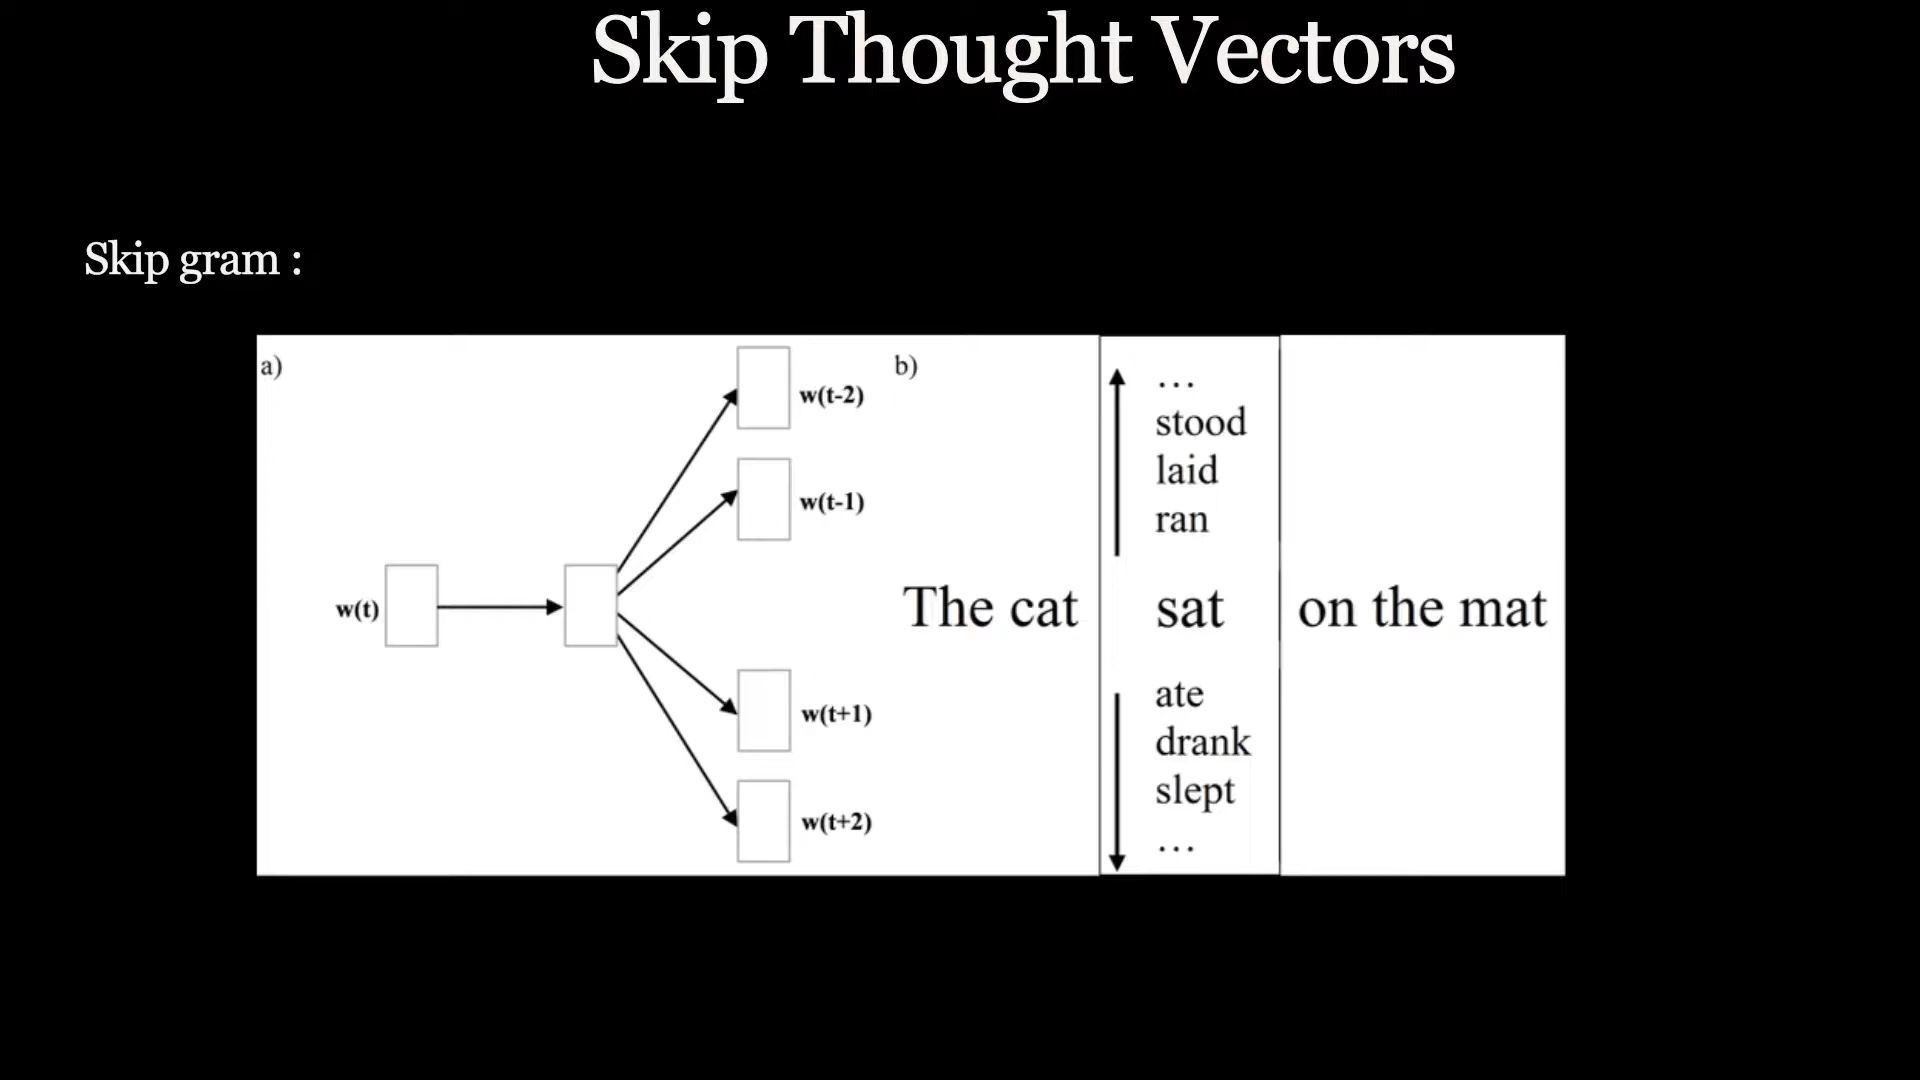 Skip Thought Vectors
Skip gram :
a)
w(t)
w(t-2)
w(t-1)
w(t+1)
w(t+2)
b)
...
stood
laid
ran
The cat sat on the mat
ate
drank
slept
...